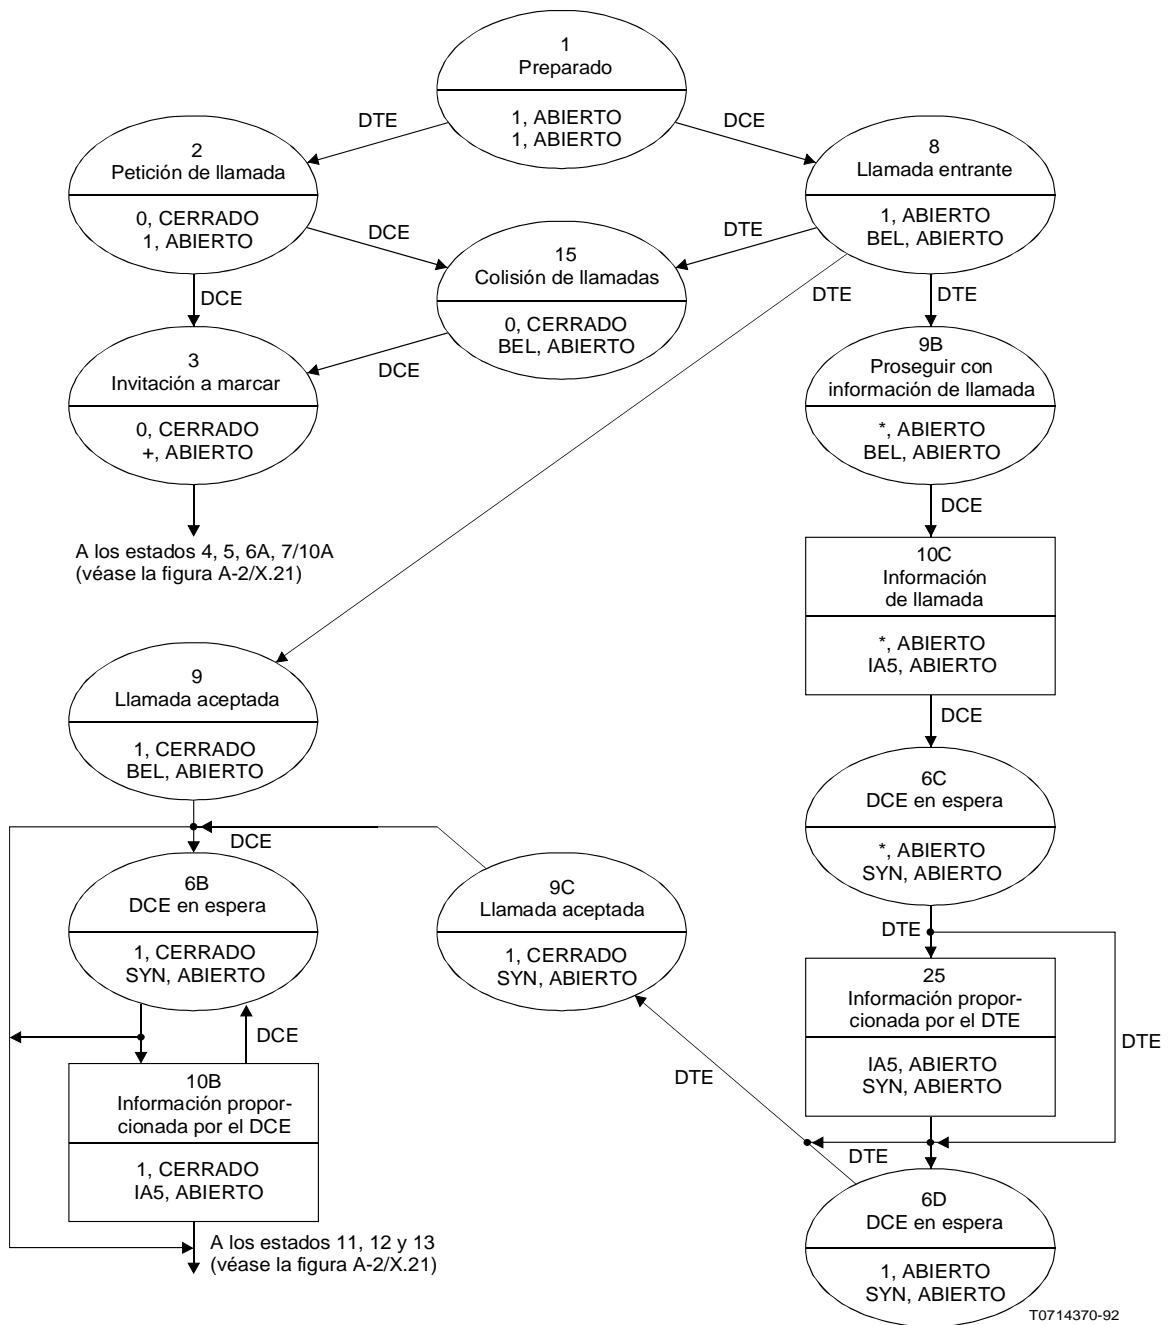 1
Preparado
1, ABIERTO
1, ABIERTO
DTE
DCE
2
Petición de llamada
0, CERRADO
1, ABIERTO
8
Llamada entrante
1, ABIERTO
BEL, ABIERTO
DCE
DTE
15
Colisión de llamadas
0, CERRADO
BEL, ABIERTO
DCE
DCE
DTE
DTE
3
Invitación a marcar
0, CERRADO
+, ABIERTO
9B
Proseguir con
información de llamada
*, ABIERTO
BEL, ABIERTO
DCE
A los estados 4, 5, 6A, 7/10A
(véase la figura A-2/X.21)
10C
Información
de llamada
*, ABIERTO
IA5, ABIERTO
DCE
9
Llamada aceptada
1, CERRADO
BEL, ABIERTO
DCE
6C
DCE en espera
*, ABIERTO
SYN, ABIERTO
DTE
6B
DCE en espera
1, CERRADO
SYN, ABIERTO
9C
Llamada aceptada
1, CERRADO
SYN, ABIERTO
25
Información propor-
cionada por el DTE
IA5, ABIERTO
SYN, ABIERTO
DTE
DCE
DTE
10B
Información propor-
cionada por el DCE
1, CERRADO
IA5, ABIERTO
DTE
6D
DCE en espera
1, ABIERTO
SYN, ABIERTO
A los estados 11, 12 y 13
(véase la figura A-2/X.21)
T0714370-92